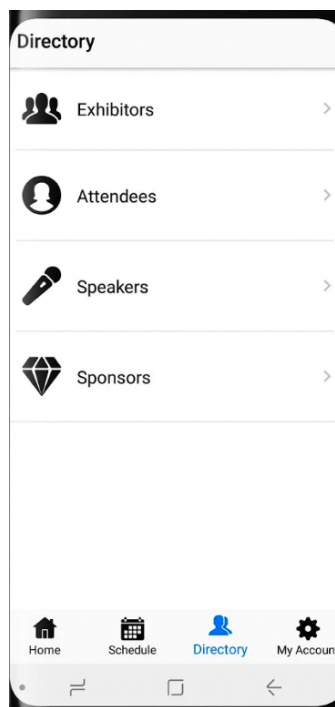 Directory
Exhibitors
Attendees
Speakers
Sponsors
Home Schedule Directory My Accoun